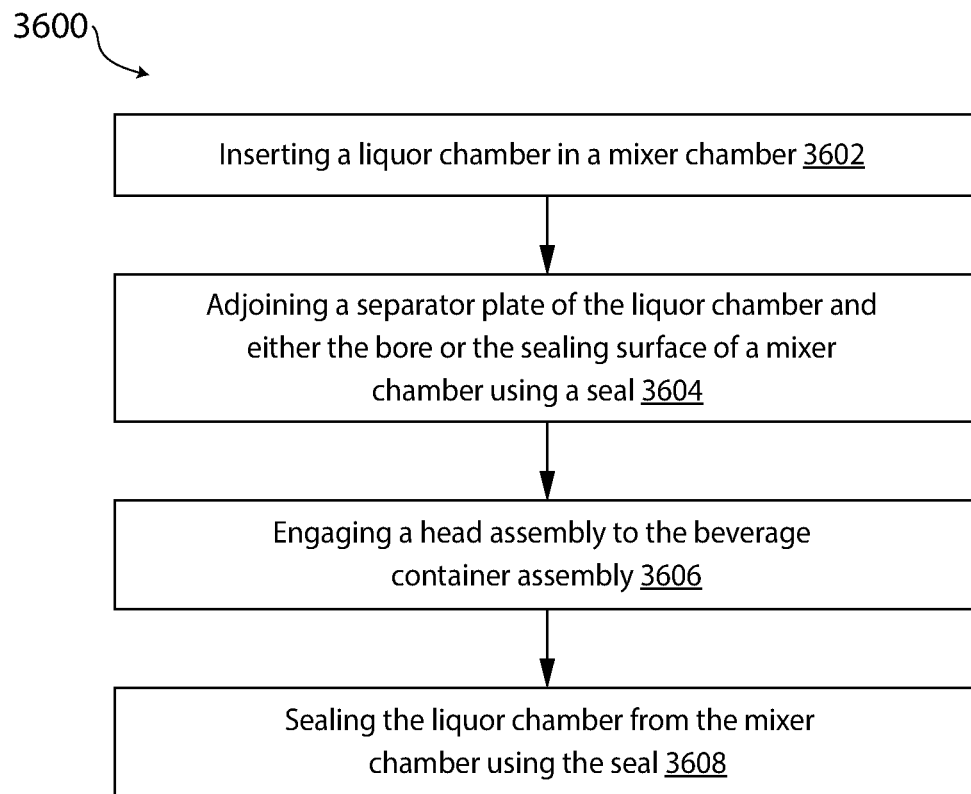 3600
Inserting a liquor chamber in a mixer chamber 3602
Adjoining a separator plate of the liquor chamber and
either the bore or the sealing surface of a mixer
chamber using a seal 3604
Engaging a head assembly to the beverage
container assembly 3606
Sealing the liquor chamber from the mixer
chamber using the seal 3608